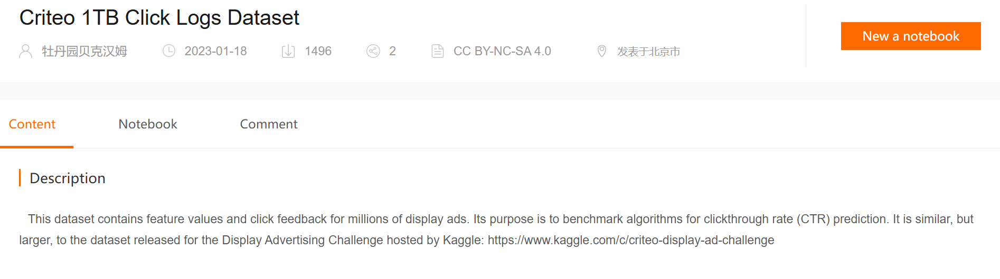 Criteo 1TB Click Logs Dataset
牡丹园贝克汉姆 2023-01-18 1496 2 CC BY-NC-SA 4.0 发表于北京市
New a notebook
Content Notebook Comment
Description
This dataset contains feature values and click feedback for millions of display ads. Its purpose is to benchmark algorithms for clickthrough rate (CTR) prediction. It is similar, but
larger, to the dataset released for the Display Advertising Challenge hosted by Kaggle: https://www.kaggle.com/c/criteo-display-ad-challenge